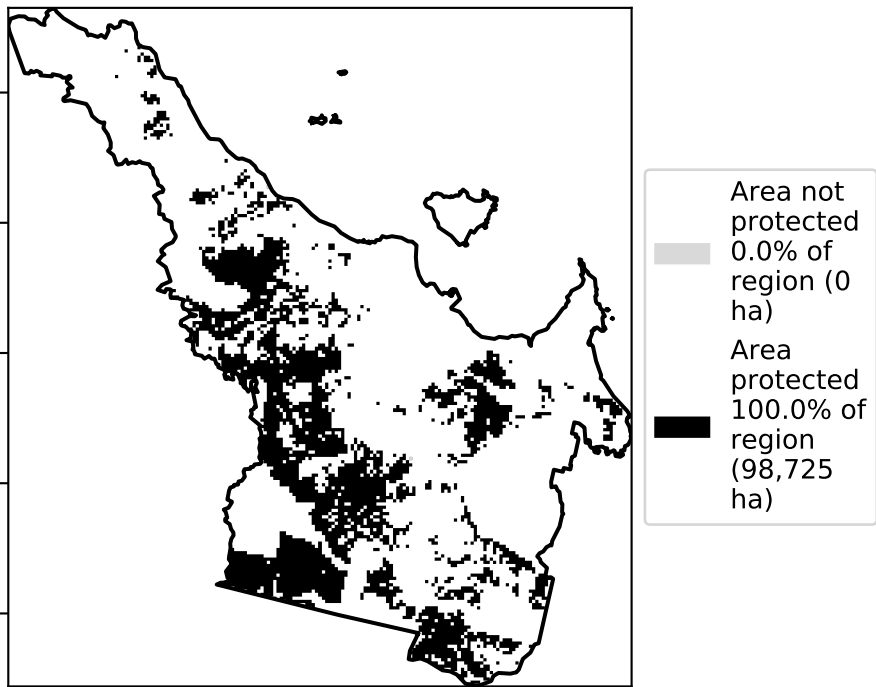 Area not
protected
0.0% of
region (0
ha)
Area
protected
100.0% of
region
(98,725
ha)